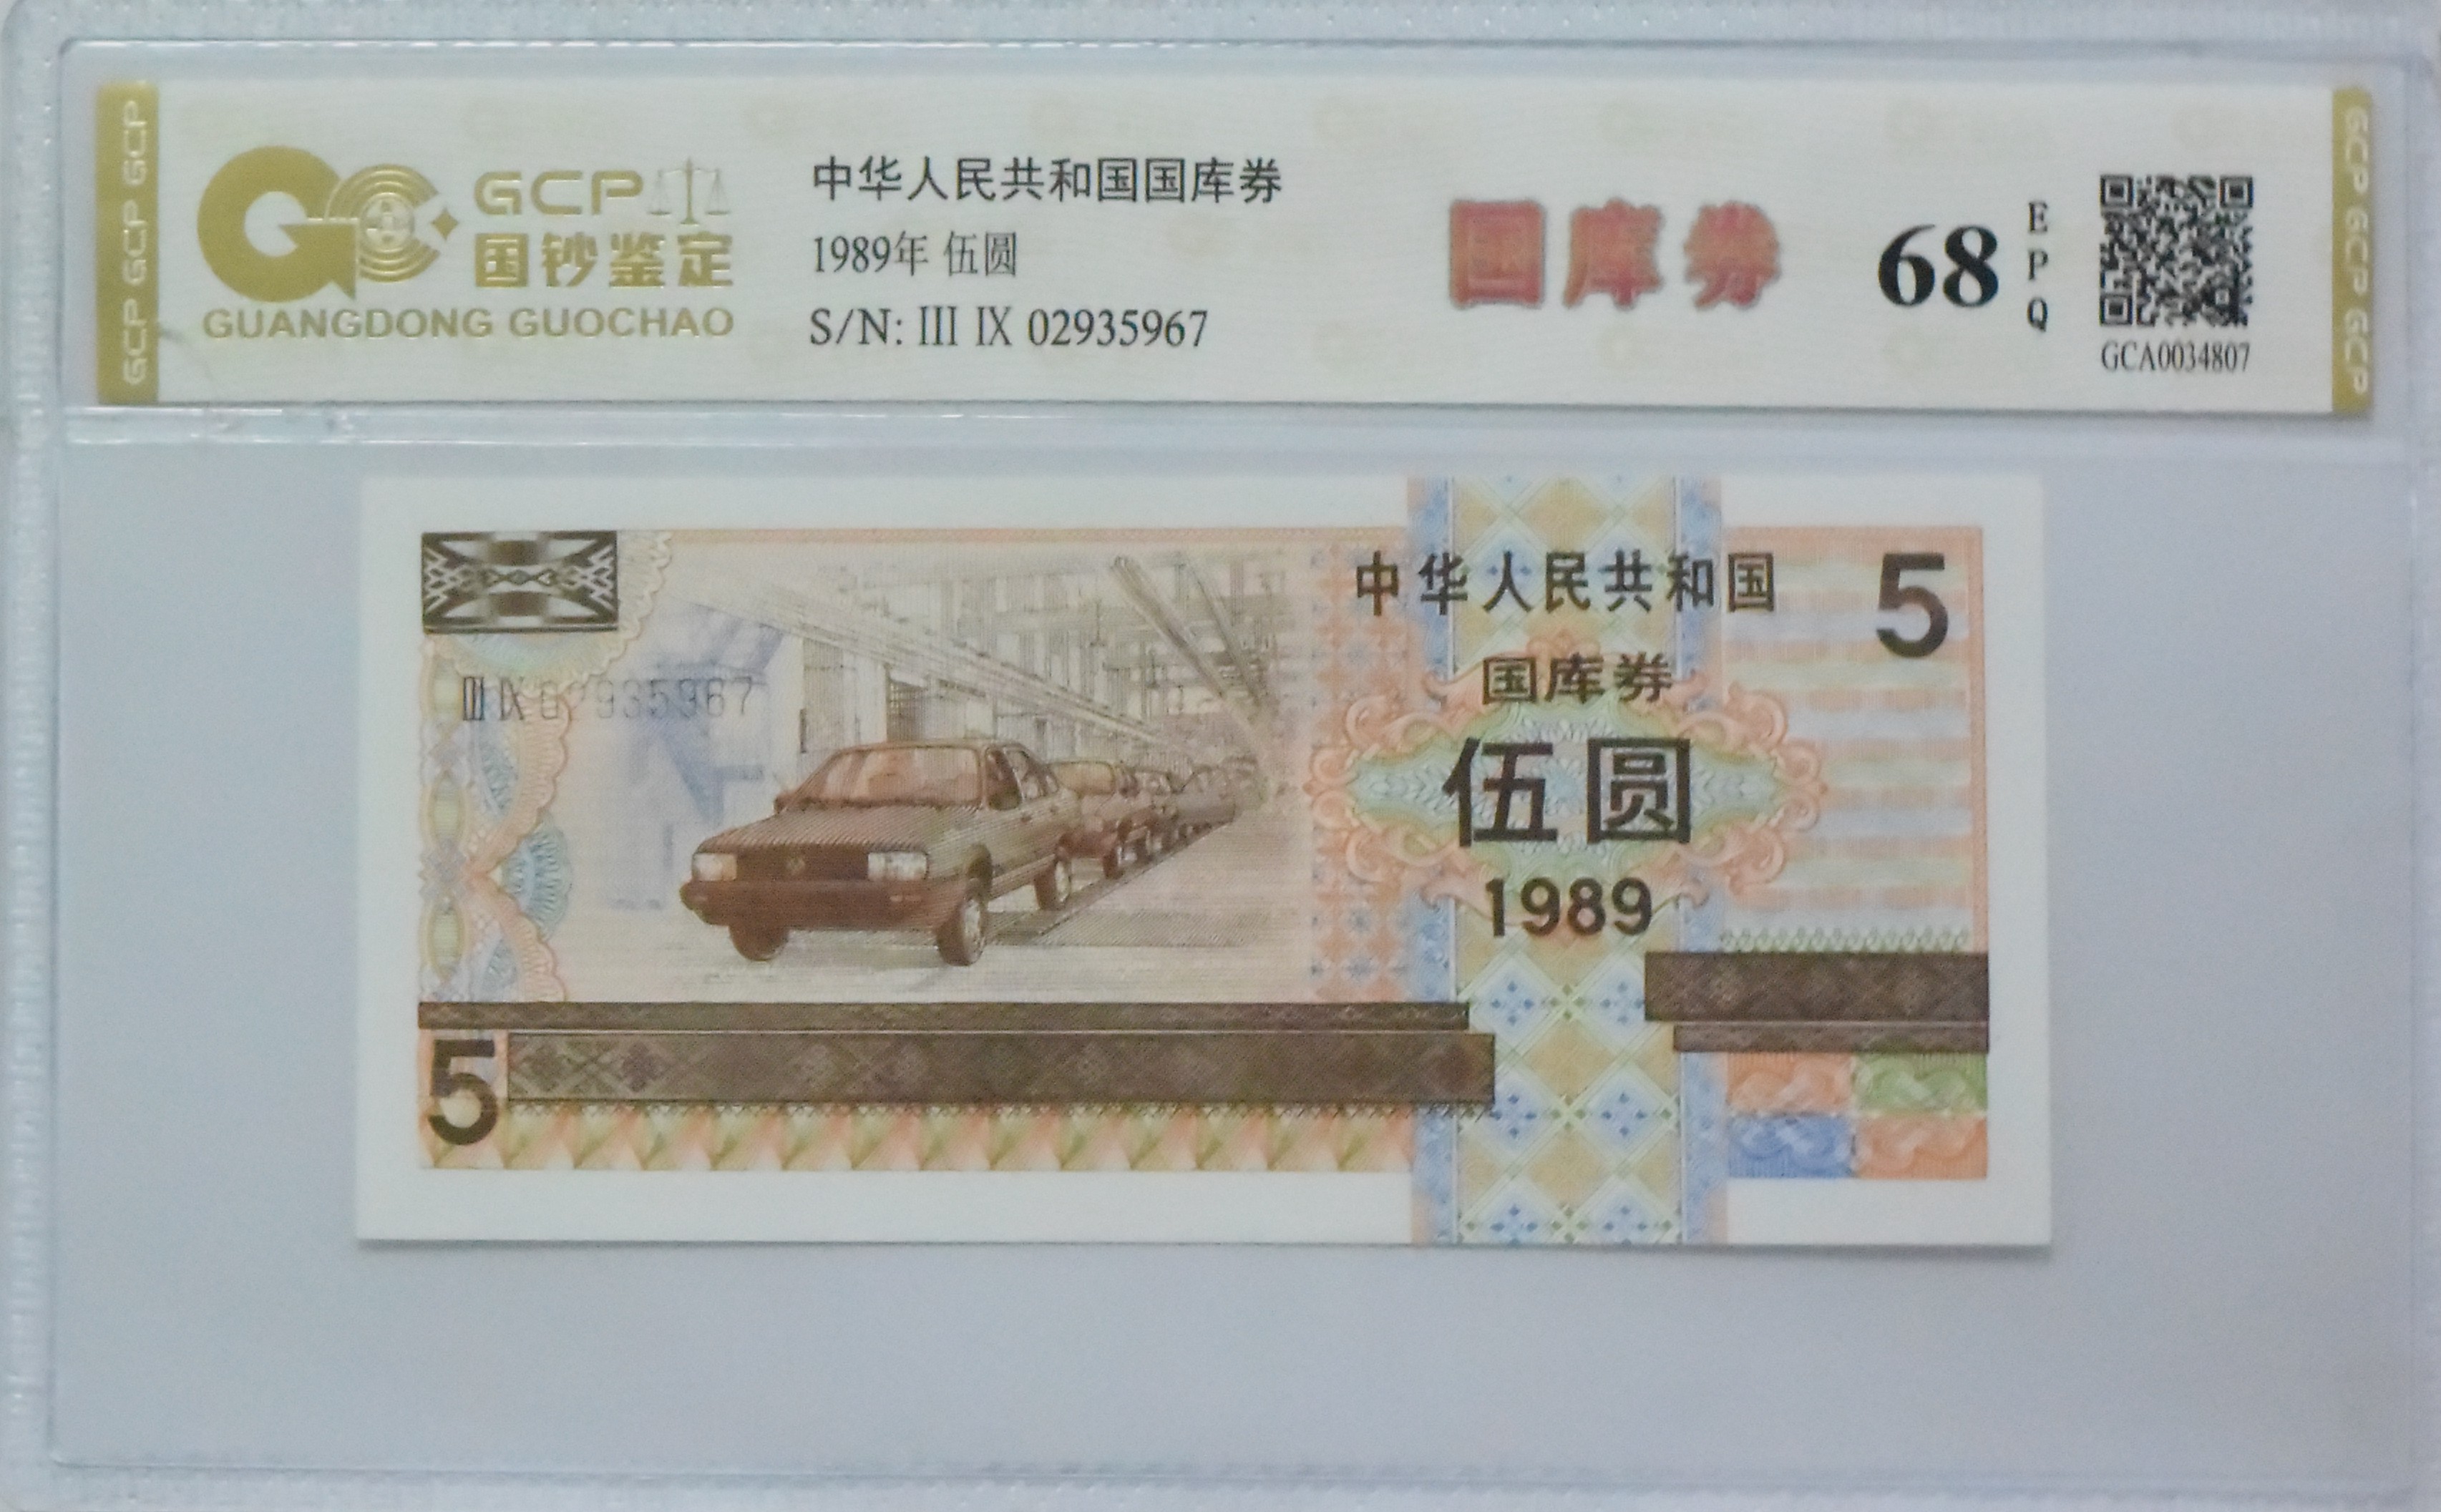 GCP GCP GCP
GCP
国钞鉴定
GUANGDONG GUOCHAO
中华人民共和国国库券
1989年 伍圆
S/N: III IX 02935967
国库券
68
EPQ
GCA0034807
GCP GCP GCP
中华人民共和国
5
国库券
III IX 02935967
伍圆
1989
5